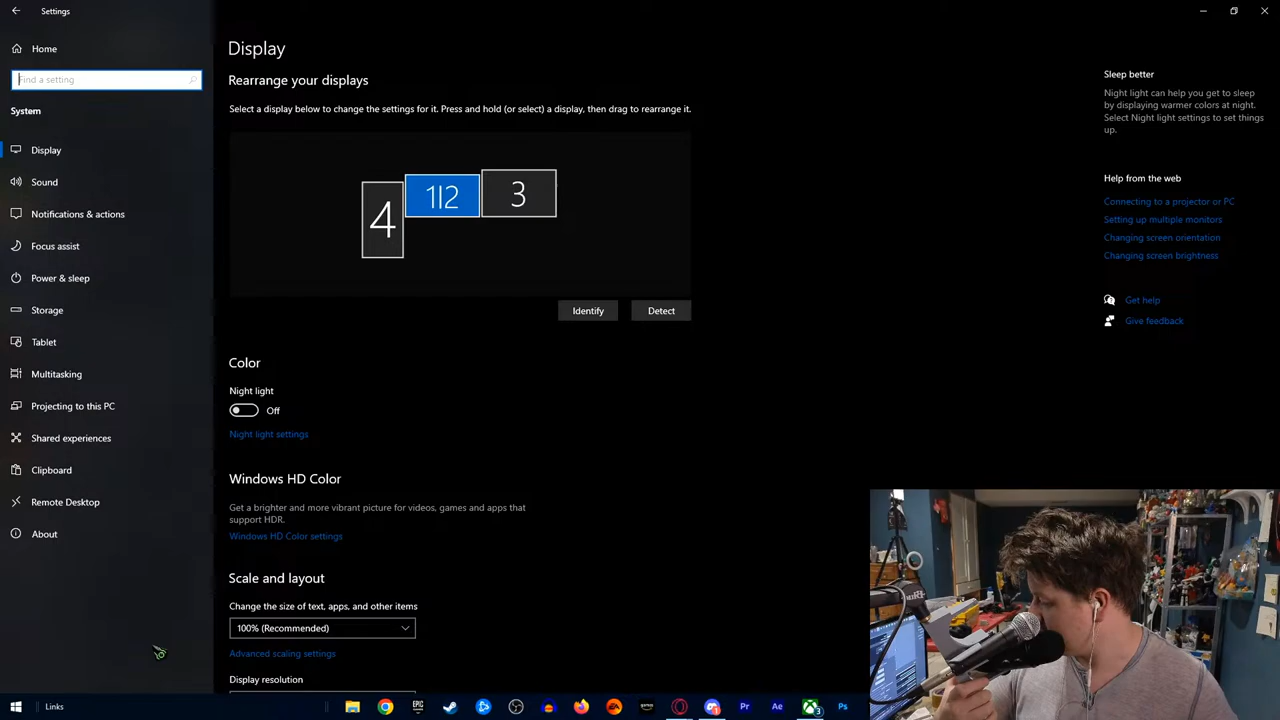 Settings
Home
Find a setting
System
Display
Sound
Notifications & actions
Focus assist
Power & sleep
Storage
Tablet
Multitasking
Projecting to this PC
Shared experiences
Clipboard
Remote Desktop
About
Display
Rearrange your displays
Select a display below to change the settings for it. Press and hold (or select) a display, then drag to rearrange it.
4
1|2
3
Identify
Detect
Color
Night light
Off
Night light settings
Windows HD Color
Get a brighter and more vibrant picture for videos, games and apps that
support HDR.
Windows HD Color settings
Scale and layout
Change the size of text, apps, and other items
100% (Recommended)
Advanced scaling settings
Display resolution
Sleep better
Night light can help you get to sleep
by displaying warmer colors at night.
Select Night light settings to set things
up.
Help from the web
Connecting to a projector or PC
Setting up multiple monitors
Changing screen orientation
Changing screen brightness
Get help
Give feedback
Links
EPIC
EA
Pr
Ae
3
Ps